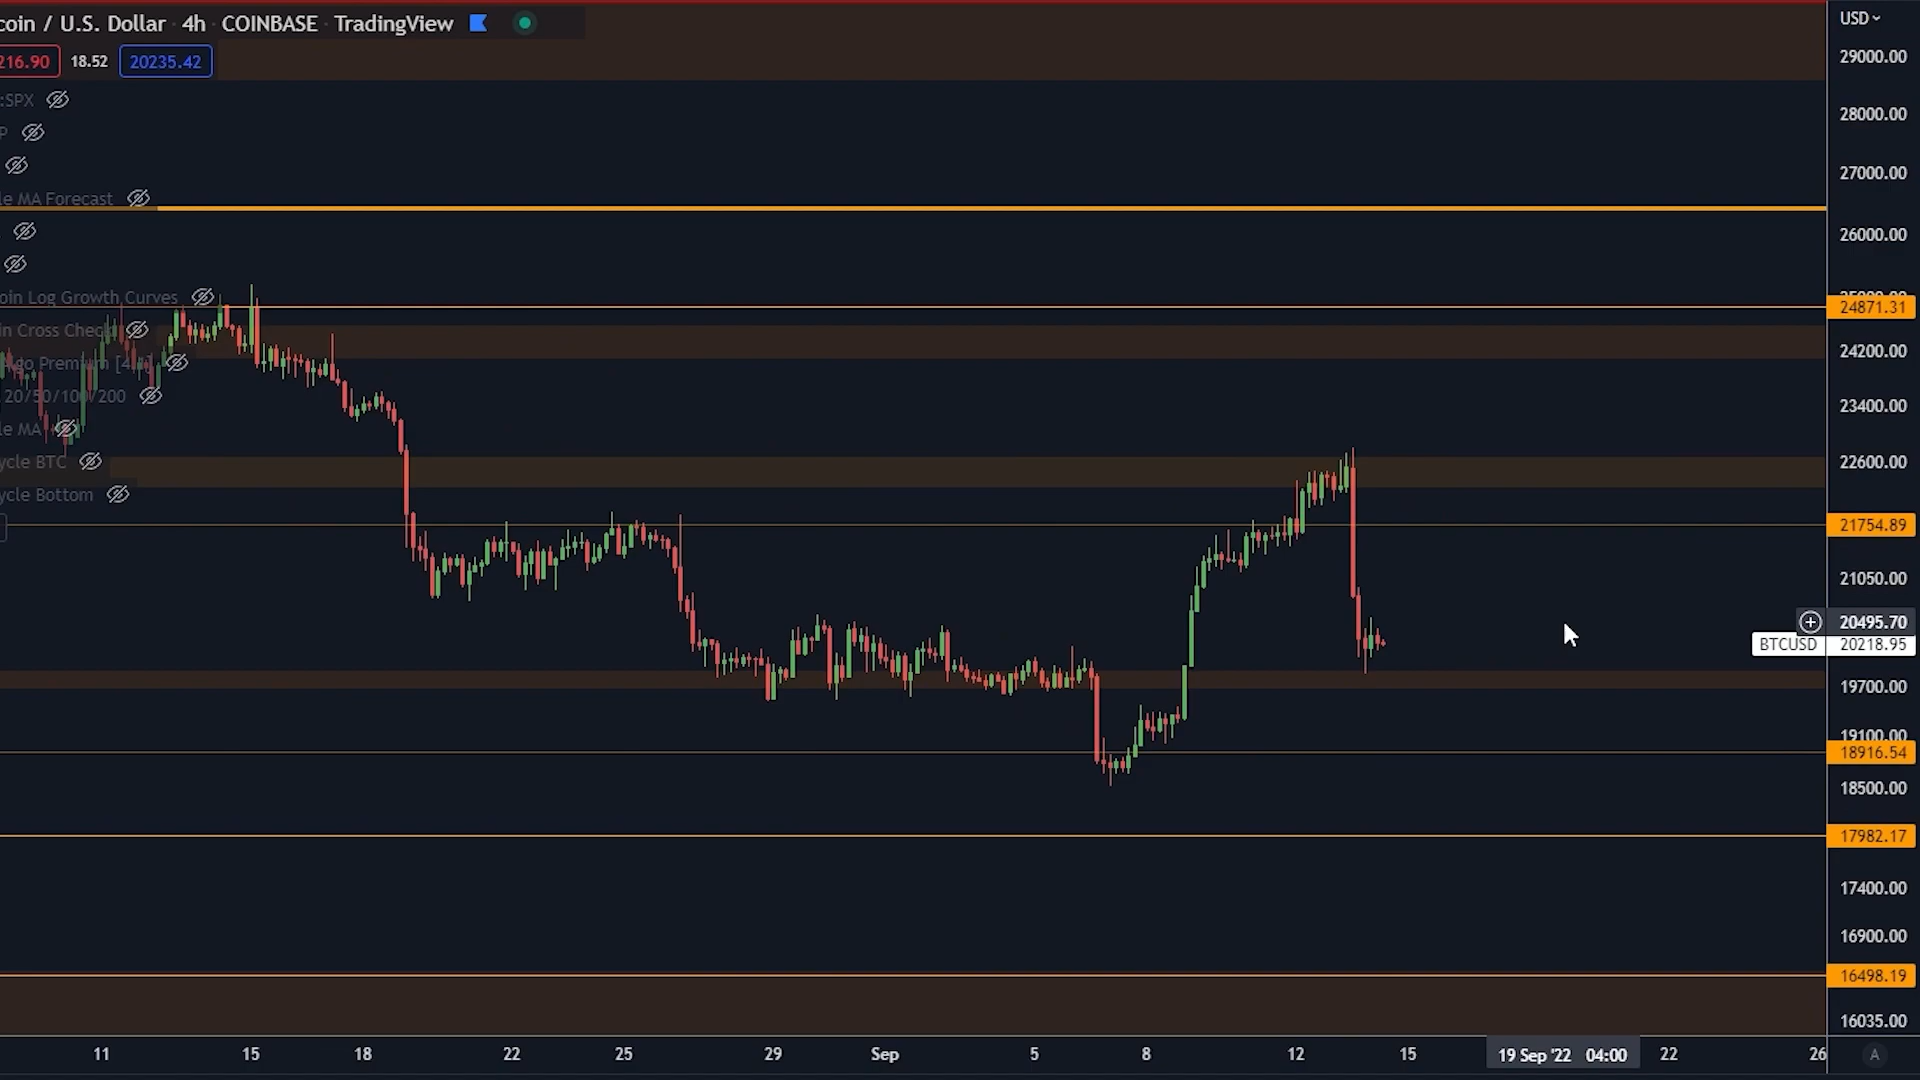 coin / U.S. Dollar · 4h · COINBASE · TradingView
216.90 18.52 20235.42
:SPX
P
le MA Forecast
oin Log Growth Curves
in Cross Check
20/50/100/200
le MA
ycle BTC
ycle Bottom
USD
29000.00
28000.00
27000.00
26000.00
24871.31
24200.00
23400.00
22600.00
21754.89
21050.00
20495.70
BTCUSD 20218.95
19700.00
19100.00
18916.54
18500.00
17982.17
17400.00
16900.00
16498.19
16035.00
11 15 18 22 25 29 Sep 5 8 12 15 19 Sep '22 04:00 22 26
A